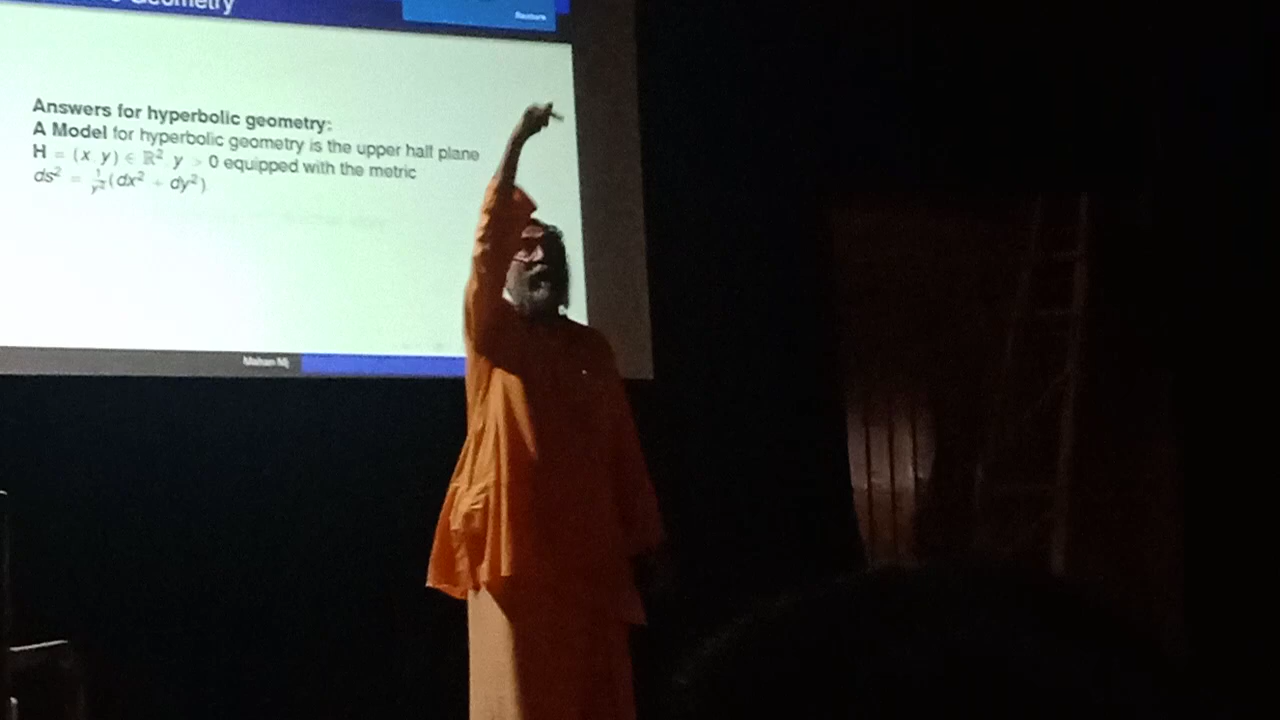 Geometry
Answers for hyperbolic geometry:
A Model for hyperbolic geometry is the upper half plane
H = (x y) ∈ ℝ² y > 0 equipped with the metric
ds² = 1/y² (dx² + dy²)
Mahan Mj